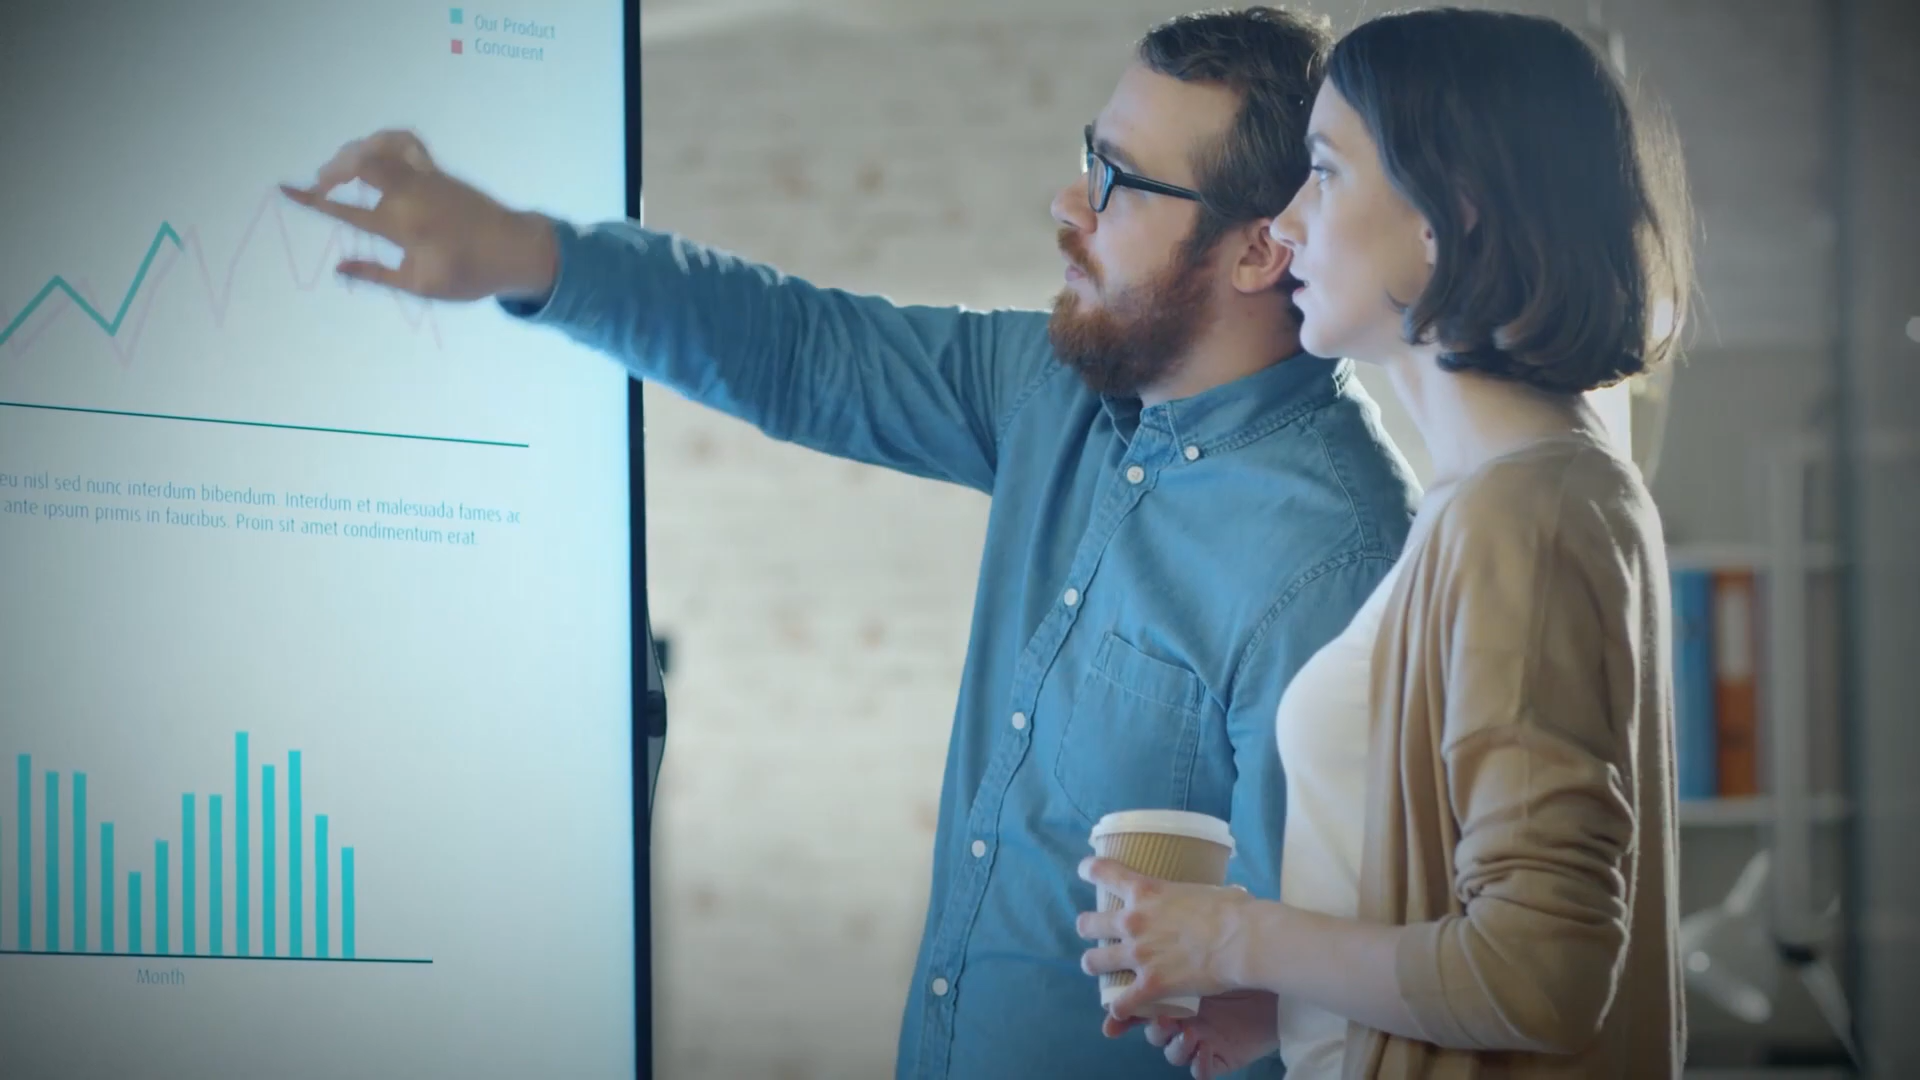 Our Product
Concurent
eu nisl sed nunc interdum bibendum. Interdum et malesuada fames ac
ante ipsum primis in faucibus. Proin sit amet condimentum erat.
Month